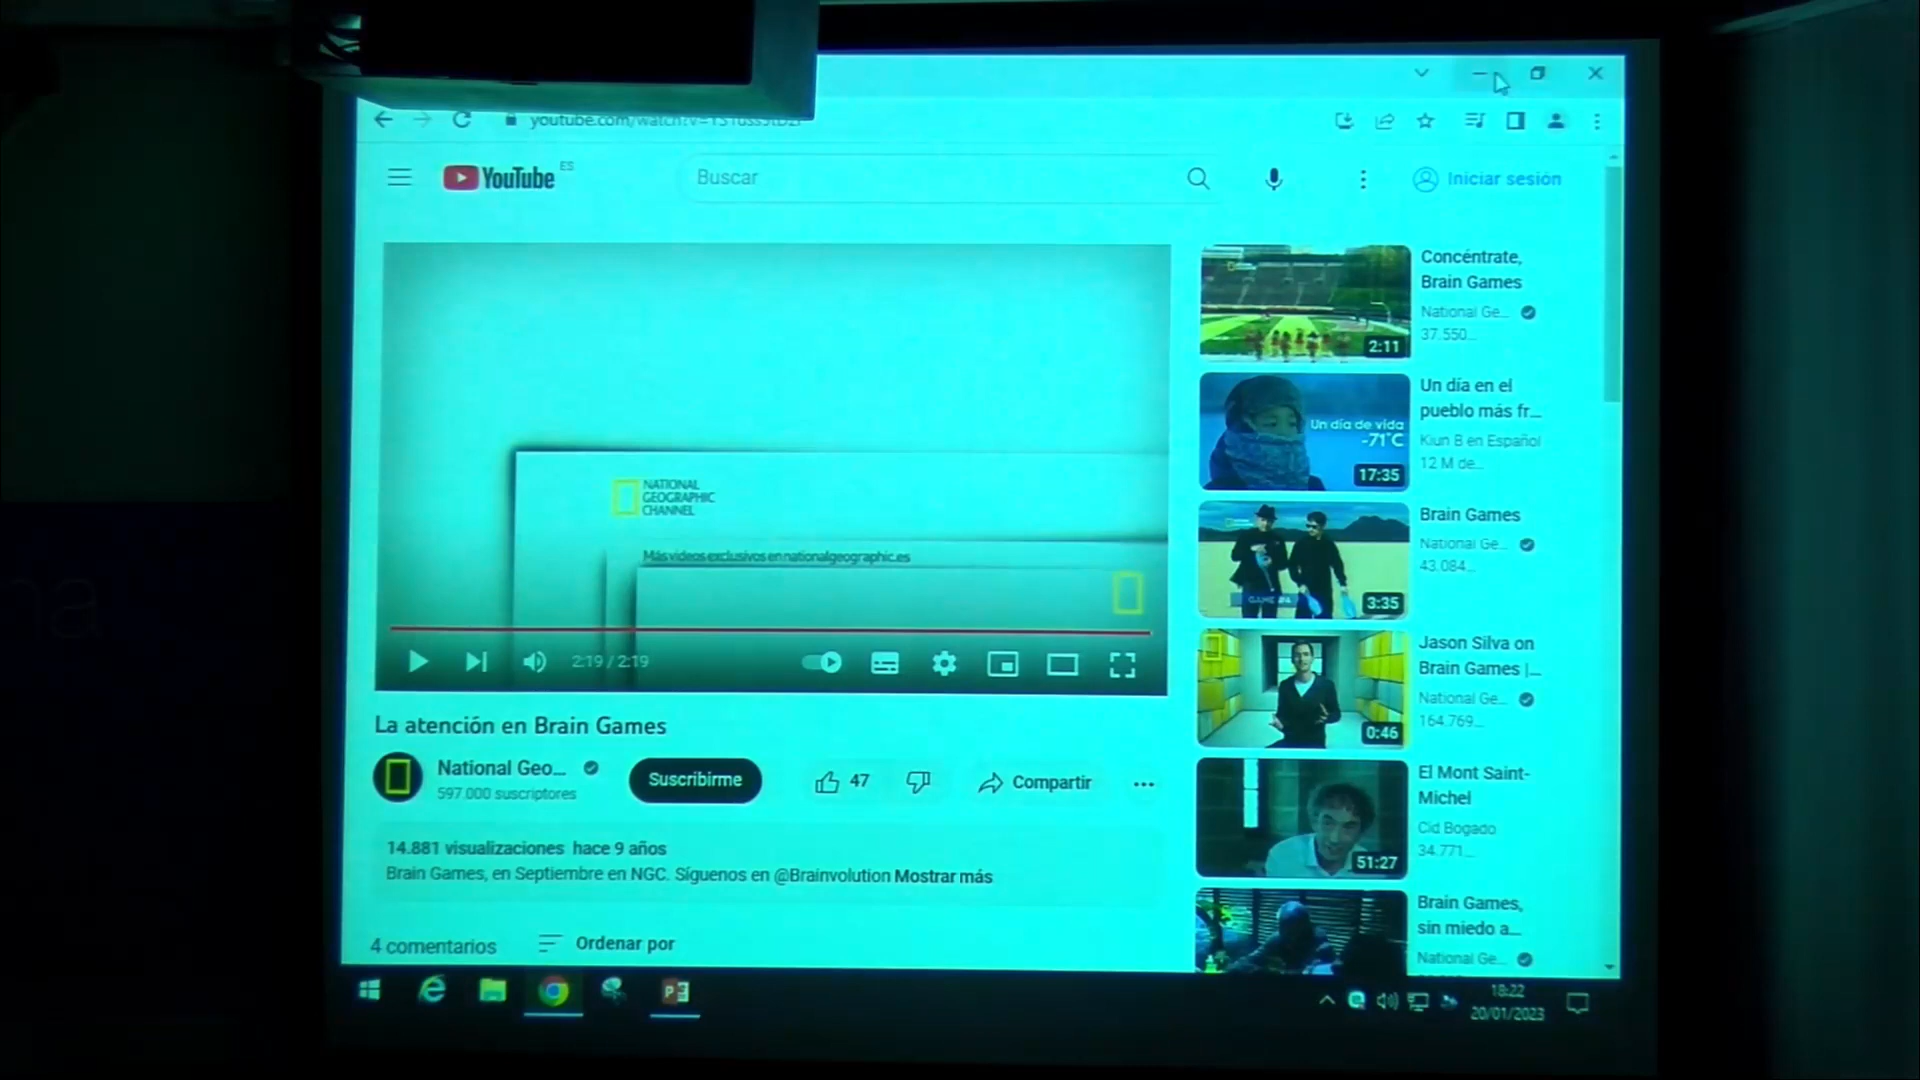 YouTube ES
Buscar
Iniciar sesión
NATIONAL
GEOGRAPHIC
CHANNEL
Más videos exclusivos en nationalgeographic.es
2:19 / 2:19
La atención en Brain Games
National Geo...
597.000 suscriptores
Suscribirme
47
Compartir
14.881 visualizaciones hace 9 años
Brain Games, en Septiembre en NGC. Síguenos en @Brainvolution Mostrar más
4 comentarios
Ordenar por
Concéntrate,
Brain Games
National Ge...
37.550...
2:11
Un día en el
pueblo más fr...
Kiun B en Español
12 M de...
Un día de vida
-71°C
17:35
Brain Games
National Ge...
43.084...
3:35
Jason Silva on
Brain Games |...
National Ge...
164.769...
0:46
El Mont Saint-
Michel
Cid Bogado
34.771...
51:27
Brain Games,
sin miedo a...
National Ge...
18:22
20/01/2023